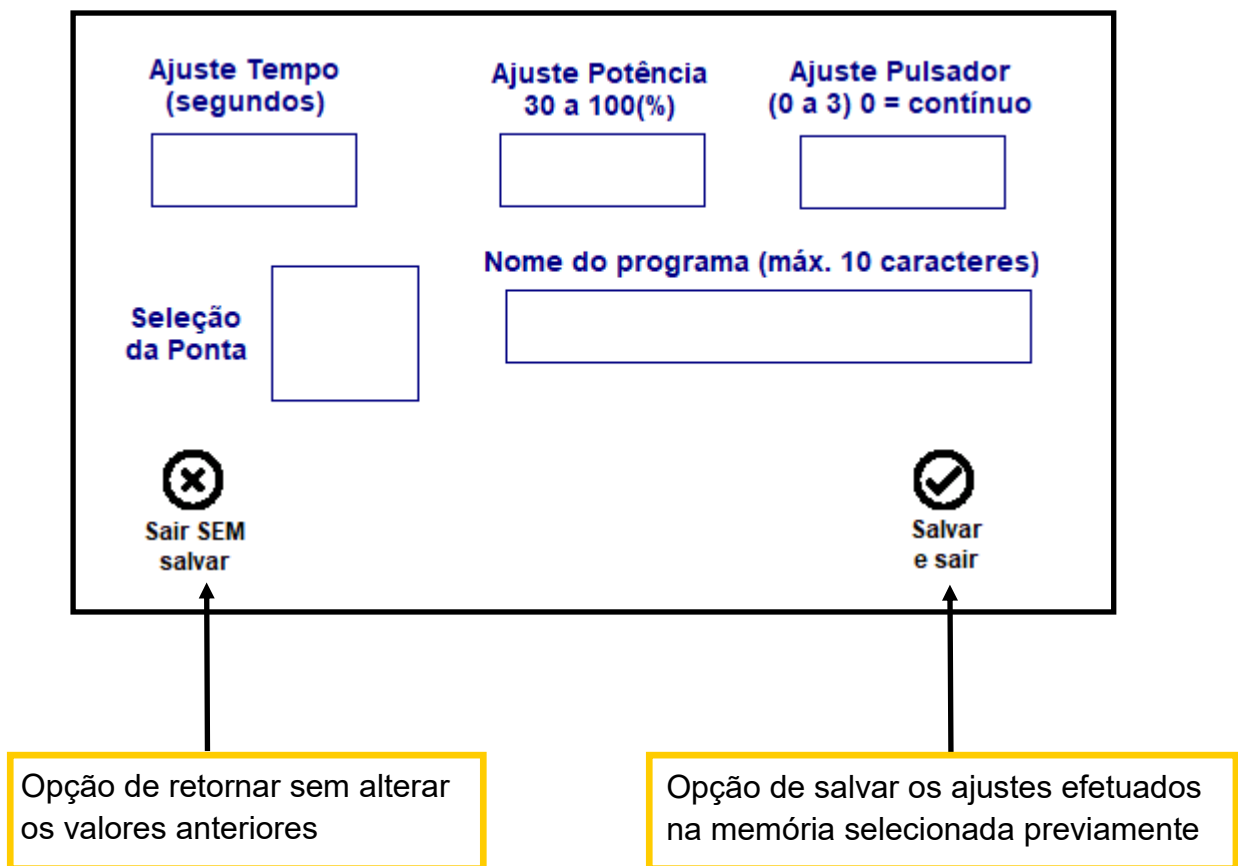 Ajuste Tempo
(segundos)
Ajuste Potência
30 a 100(%)
Ajuste Pulsador
(0 a 3) 0 = contínuo
Seleção
da Ponta
Nome do programa (máx. 10 caracteres)
Sair SEM
salvar
Salvar
e sair
Opção de retornar sem alterar
os valores anteriores
Opção de salvar os ajustes efetuados
na memória selecionada previamente